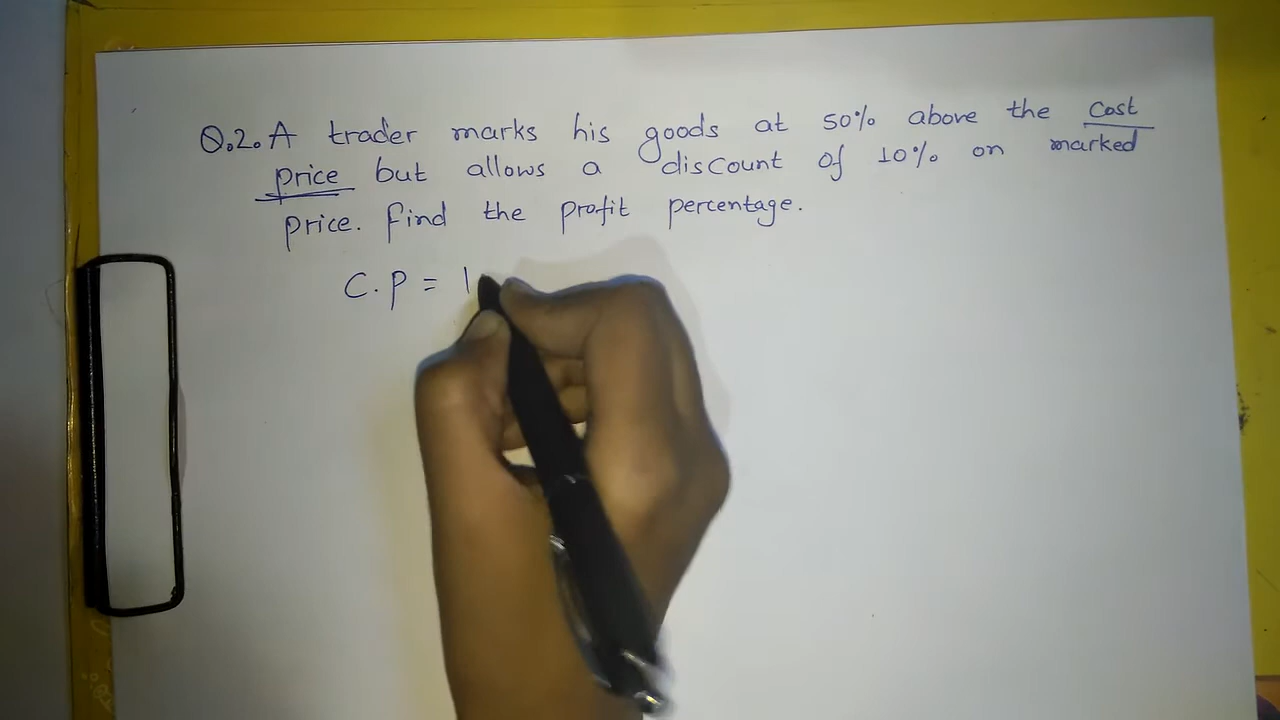 Q.2. A trader marks his goods at 50% above the cost
price but allows a discount of 10% on marked
price. find the profit percentage.
C.P = 1